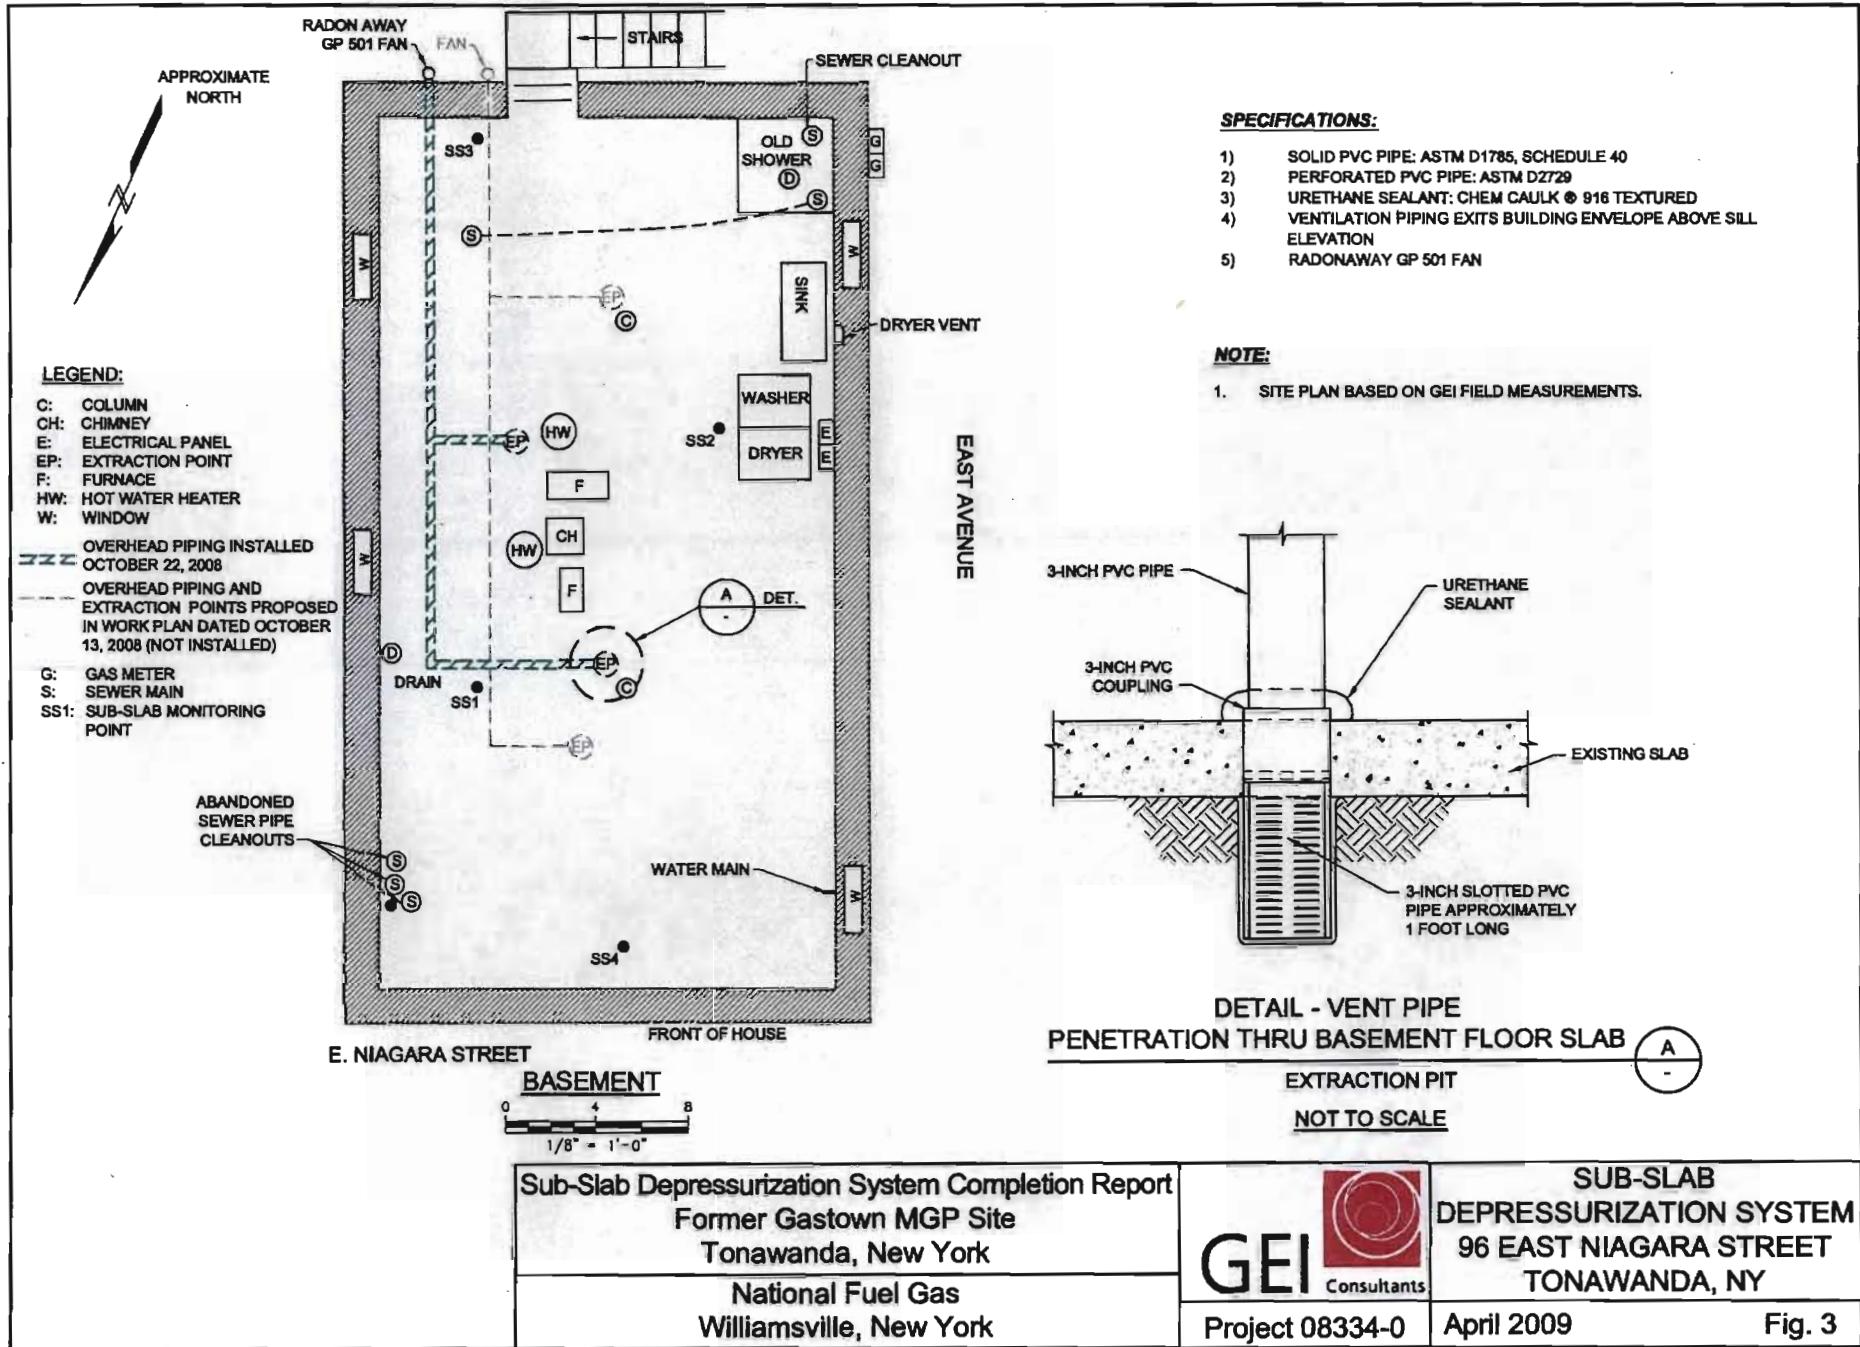 RADON AWAY
GP 501 FAN
FAN
STAIRS
SEWER CLEANOUT
APPROXIMATE
NORTH
SS3
OLD
SHOWER
S
D
S
G
G
S
W
W
EP
C
SINK
DRYER VENT
LEGEND:
C: COLUMN
CH: CHIMNEY
E: ELECTRICAL PANEL
EP: EXTRACTION POINT
F: FURNACE
HW: HOT WATER HEATER
W: WINDOW
OVERHEAD PIPING INSTALLED
OCTOBER 22, 2008
OVERHEAD PIPING AND
EXTRACTION POINTS PROPOSED
IN WORK PLAN DATED OCTOBER
13, 2008 (NOT INSTALLED)
G: GAS METER
S: SEWER MAIN
SS1: SUB-SLAB MONITORING
POINT
EP
HW
SS2
WASHER
DRYER
E
E
F
CH
HW
F
W
EAST AVENUE
A
-
DET.
D
DRAIN
SS1
EP
C
EP
ABANDONED
SEWER PIPE
CLEANOUTS
S
S
S
WATER MAIN
W
SS4
FRONT OF HOUSE
E. NIAGARA STREET
BASEMENT
0 4 8
1/8" = 1'-0"
SPECIFICATIONS:
1) SOLID PVC PIPE: ASTM D1785, SCHEDULE 40
2) PERFORATED PVC PIPE: ASTM D2729
3) URETHANE SEALANT: CHEM CAULK ® 916 TEXTURED
4) VENTILATION PIPING EXITS BUILDING ENVELOPE ABOVE SILL
ELEVATION
5) RADONAWAY GP 501 FAN
NOTE:
1. SITE PLAN BASED ON GEI FIELD MEASUREMENTS.
3-INCH PVC PIPE
URETHANE
SEALANT
3-INCH PVC
COUPLING
EXISTING SLAB
3-INCH SLOTTED PVC
PIPE APPROXIMATELY
1 FOOT LONG
DETAIL - VENT PIPE
PENETRATION THRU BASEMENT FLOOR SLAB
A
-
EXTRACTION PIT
NOT TO SCALE
Sub-Slab Depressurization System Completion Report
Former Gastown MGP Site
Tonawanda, New York
National Fuel Gas
Williamsville, New York
GEI
Consultants
Project 08334-0
SUB-SLAB
DEPRESSURIZATION SYSTEM
96 EAST NIAGARA STREET
TONAWANDA, NY
April 2009
Fig. 3